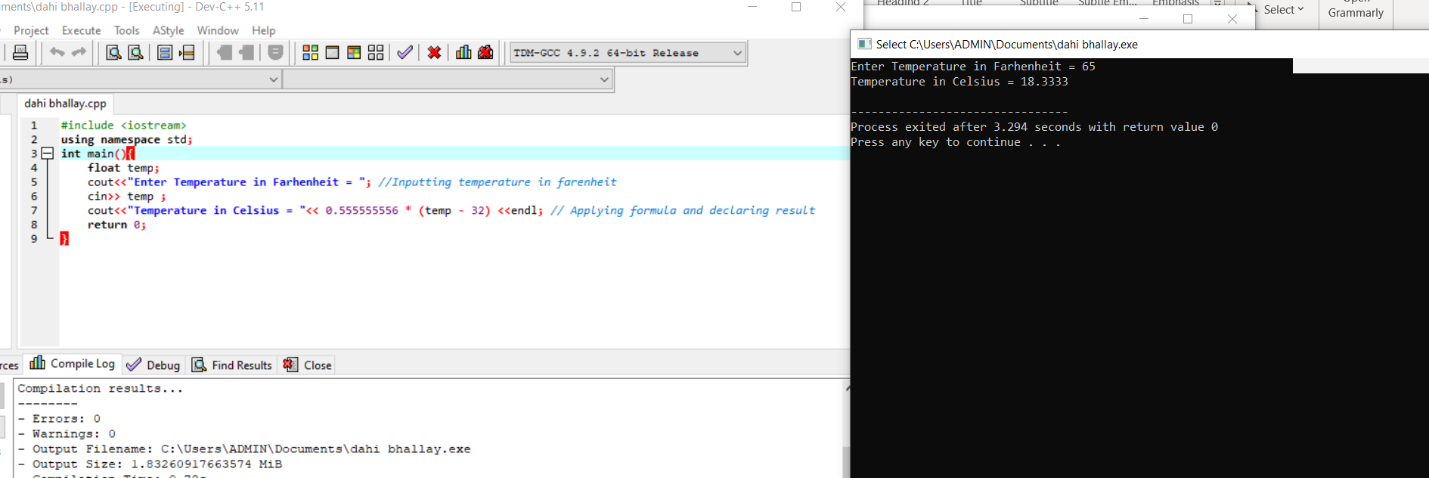 ments\dahi bhallay.cpp - [Executing] - Dev-C++ 5.11
Project Execute Tools AStyle Window Help
TDM-GCC 4.9.2 64-bit Release
s)
dahi bhallay.cpp
1 #include <iostream>
2 using namespace std;
3 int main(){
4 float temp;
5 cout<<"Enter Temperature in Farhenheit = "; //Inputting temperature in farenheit
6 cin>> temp ;
7 cout<<"Temperature in Celsius = "<< 0.555555556 * (temp - 32) <<endl; // Applying formula and declaring result
8 return 0;
9 }
rces Compile Log Debug Find Results Close
Compilation results...
--------
- Errors: 0
- Warnings: 0
- Output Filename: C:\Users\ADMIN\Documents\dahi bhallay.exe
- Output Size: 1.83260917663574 MiB
Heading 2 Title Subtitle Subtle Em... Emphasis
Select
Open
Grammarly
Select C:\Users\ADMIN\Documents\dahi bhallay.exe
Enter Temperature in Farhenheit = 65
Temperature in Celsius = 18.3333
--------------------------------
Process exited after 3.294 seconds with return value 0
Press any key to continue . . .